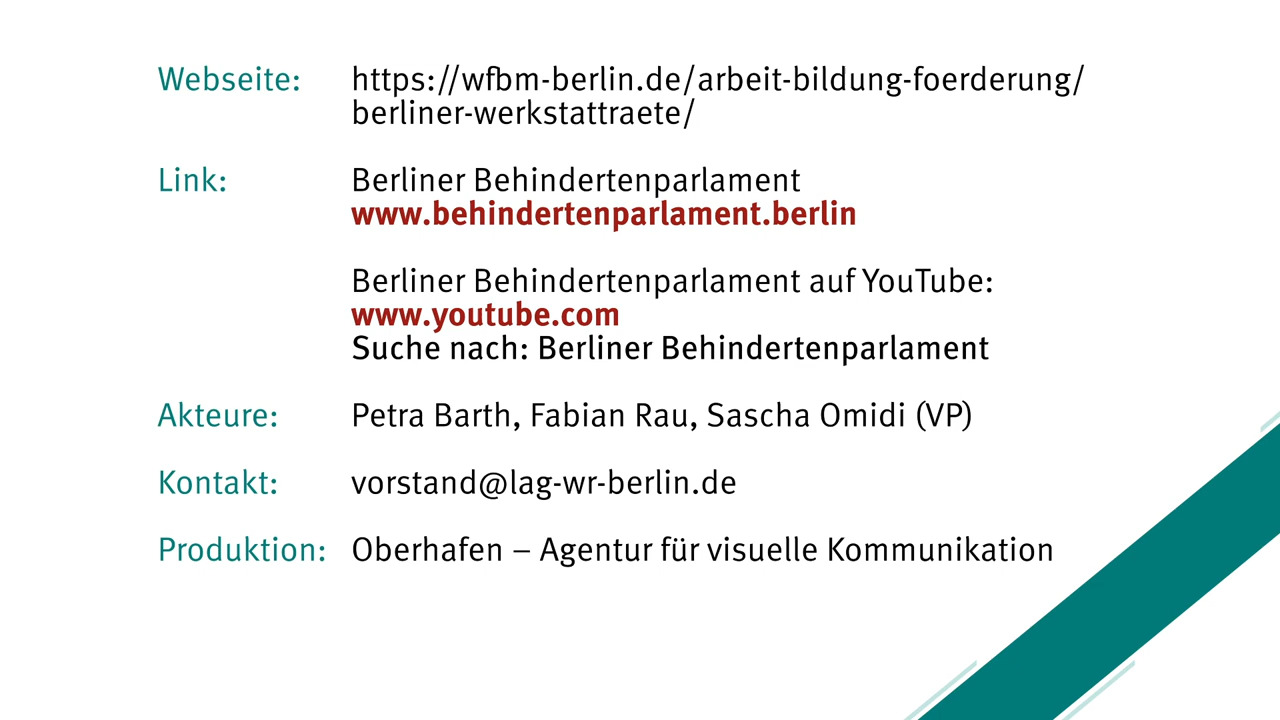 Webseite: https://wfbm-berlin.de/arbeit-bildung-foerderung/
berliner-werkstattraete/
Link: Berliner Behindertenparlament
www.behindertenparlament.berlin
Berliner Behindertenparlament auf YouTube:
www.youtube.com
Suche nach: Berliner Behindertenparlament
Akteure: Petra Barth, Fabian Rau, Sascha Omidi (VP)
Kontakt: vorstand@lag-wr-berlin.de
Produktion: Oberhafen – Agentur für visuelle Kommunikation